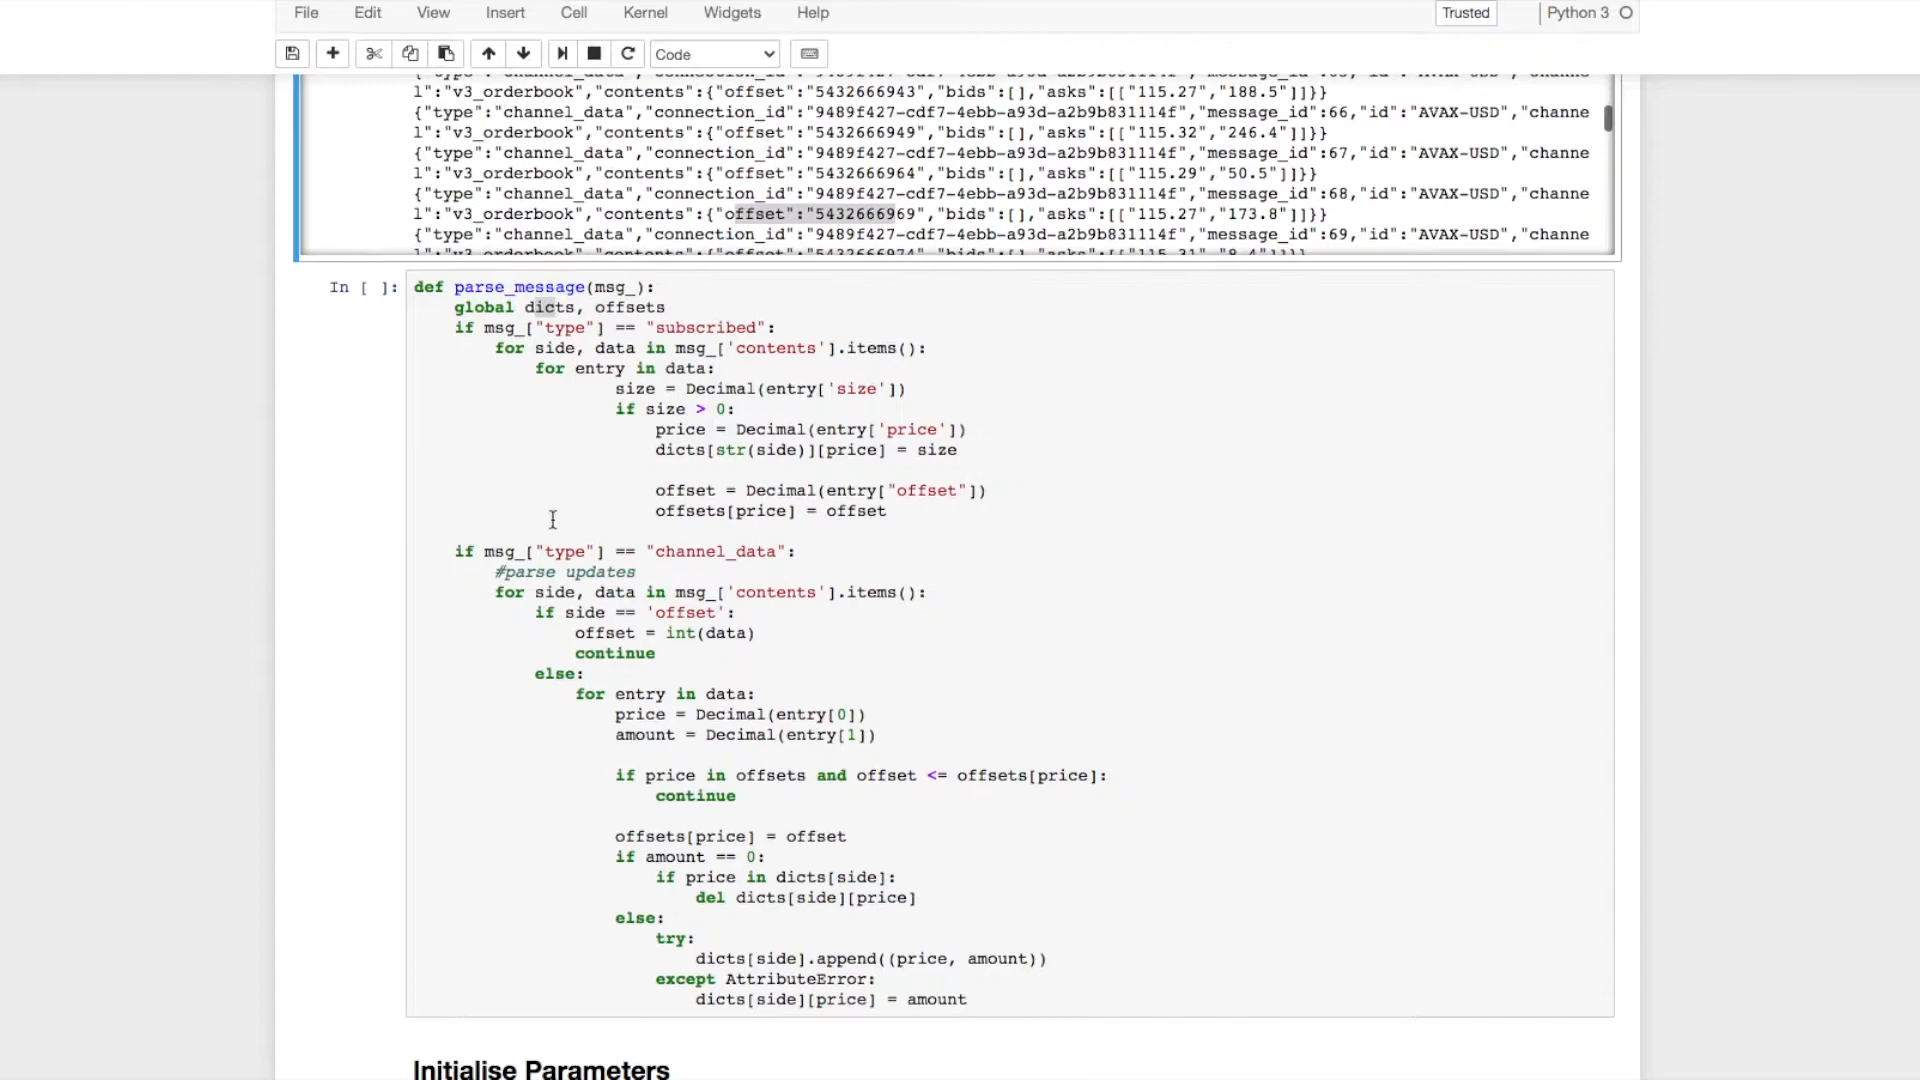 File Edit View Insert Cell Kernel Widgets Help Trusted Python 3
Code
l":"v3_orderbook","contents":{"offset":"5432666943","bids":[],"asks":[["115.27","188.5"]]}}
{"type":"channel_data","connection_id":"9489f427-cdf7-4ebb-a93d-a2b9b831114f","message_id":66,"id":"AVAX-USD","channe
l":"v3_orderbook","contents":{"offset":"5432666949","bids":[],"asks":[["115.32","246.4"]]}}
{"type":"channel_data","connection_id":"9489f427-cdf7-4ebb-a93d-a2b9b831114f","message_id":67,"id":"AVAX-USD","channe
l":"v3_orderbook","contents":{"offset":"5432666964","bids":[],"asks":[["115.29","50.5"]]}}
{"type":"channel_data","connection_id":"9489f427-cdf7-4ebb-a93d-a2b9b831114f","message_id":68,"id":"AVAX-USD","channe
l":"v3_orderbook","contents":{"offset":"5432666969","bids":[],"asks":[["115.27","173.8"]]}}
{"type":"channel_data","connection_id":"9489f427-cdf7-4ebb-a93d-a2b9b831114f","message_id":69,"id":"AVAX-USD","channe
In [ ]: def parse_message(msg_):
global dicts, offsets
if msg_["type"] == "subscribed":
for side, data in msg_['contents'].items():
for entry in data:
size = Decimal(entry['size'])
if size > 0:
price = Decimal(entry['price'])
dicts[str(side)][price] = size
offset = Decimal(entry["offset"])
offsets[price] = offset
if msg_["type"] == "channel_data":
#parse updates
for side, data in msg_['contents'].items():
if side == 'offset':
offset = int(data)
continue
else:
for entry in data:
price = Decimal(entry[0])
amount = Decimal(entry[1])
if price in offsets and offset <= offsets[price]:
continue
offsets[price] = offset
if amount == 0:
if price in dicts[side]:
del dicts[side][price]
else:
try:
dicts[side].append((price, amount))
except AttributeError:
dicts[side][price] = amount
Initialise Parameters